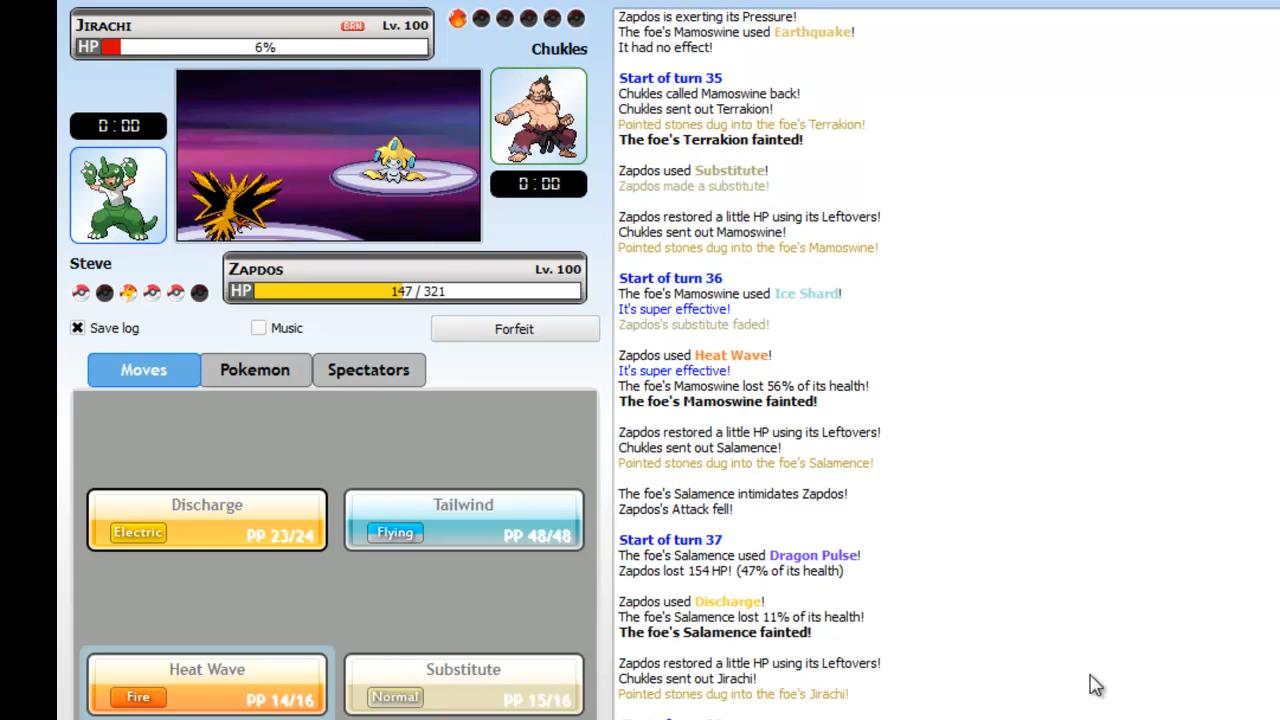 JIRACHI BRN Lv. 100
HP 6%
Chukles
0:00
0:00
Steve
ZAPDOS Lv. 100
HP 147 / 321
Save log
Music
Forfeit
Moves
Pokemon
Spectators
Discharge
Electric PP 23/24
Tailwind
Flying PP 48/48
Heat Wave
Fire PP 14/16
Substitute
Normal PP 15/16
Zapdos is exerting its Pressure!
The foe's Mamoswine used Earthquake!
It had no effect!
Start of turn 35
Chukles called Mamoswine back!
Chukles sent out Terrakion!
Pointed stones dug into the foe's Terrakion!
The foe's Terrakion fainted!
Zapdos used Substitute!
Zapdos made a substitute!
Zapdos restored a little HP using its Leftovers!
Chukles sent out Mamoswine!
Pointed stones dug into the foe's Mamoswine!
Start of turn 36
The foe's Mamoswine used Ice Shard!
It's super effective!
Zapdos's substitute faded!
Zapdos used Heat Wave!
It's super effective!
The foe's Mamoswine lost 56% of its health!
The foe's Mamoswine fainted!
Zapdos restored a little HP using its Leftovers!
Chukles sent out Salamence!
Pointed stones dug into the foe's Salamence!
The foe's Salamence intimidates Zapdos!
Zapdos's Attack fell!
Start of turn 37
The foe's Salamence used Dragon Pulse!
Zapdos lost 154 HP! (47% of its health)
Zapdos used Discharge!
The foe's Salamence lost 11% of its health!
The foe's Salamence fainted!
Zapdos restored a little HP using its Leftovers!
Chukles sent out Jirachi!
Pointed stones dug into the foe's Jirachi!